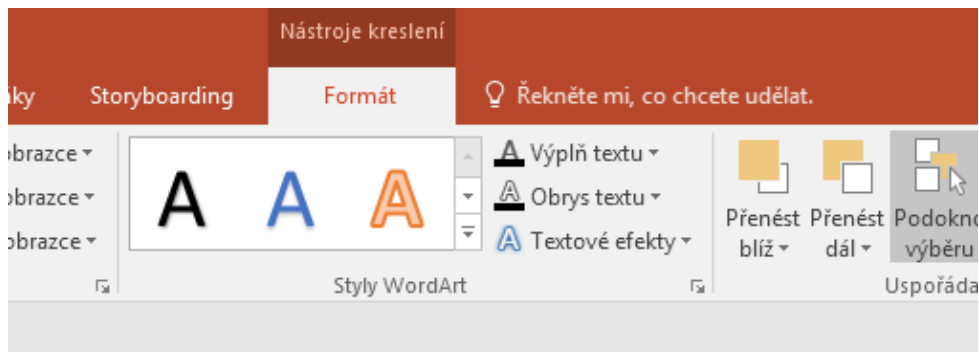 Nástroje kreslení
Storyboarding Formát Řekněte mi, co chcete udělat.
A A A
Výplň textu
Obrys textu
Textové efekty
Přenést blíž
Přenést dál
výběru
Styly WordArt